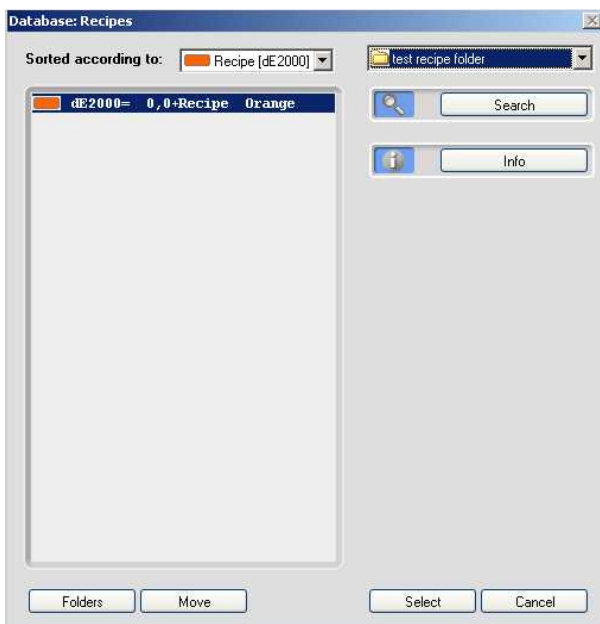 Database: Recipes
Sorted according to: Recipe [dE2000] test recipe folder
dE2000= 0,0+Recipe Orange
Search
Info
Folders Move Select Cancel